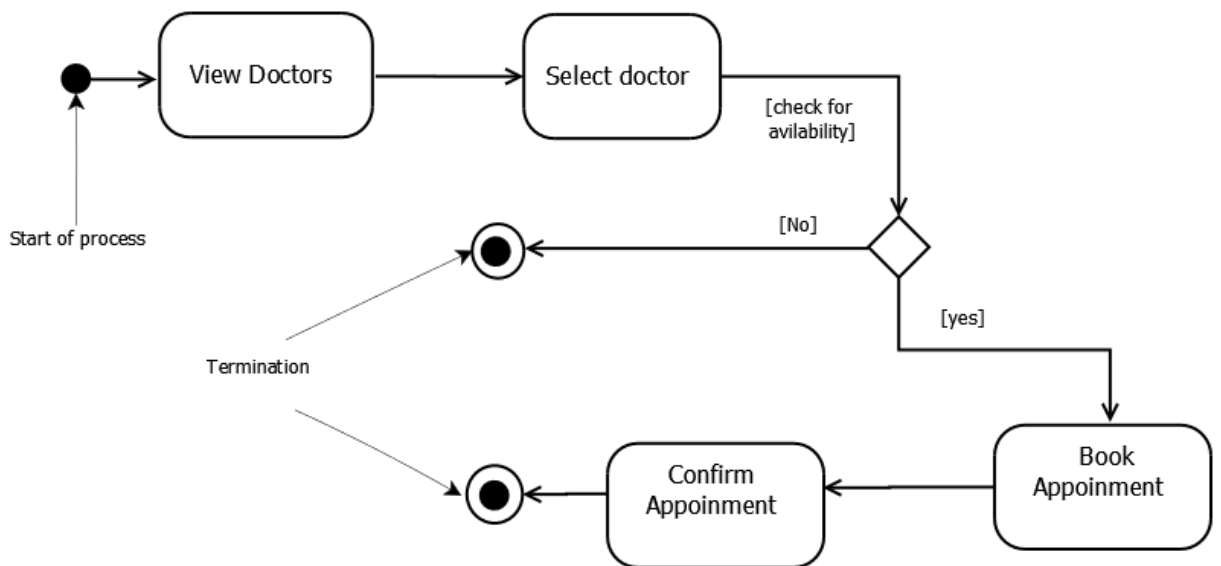 View Doctors
Select doctor
[check for
avilability]
Start of process
[No]
[yes]
Termination
Confirm
Appoinment
Book
Appoinment